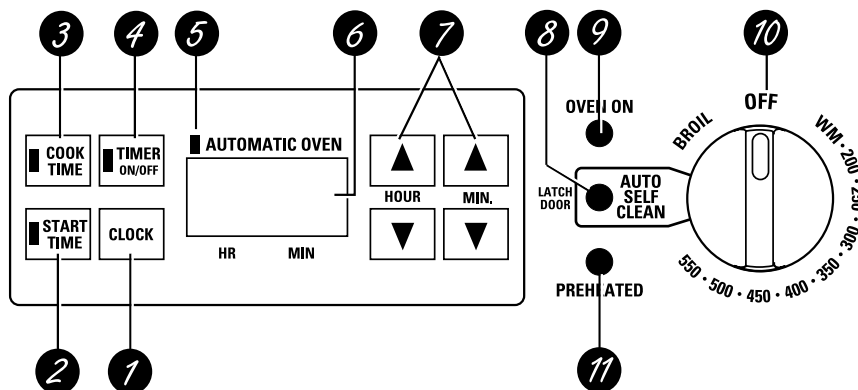 3 4 5 6 7 8 9 10
OVEN ON
OFF
COOK
TIME
TIMER
ON/OFF
AUTOMATIC OVEN
HOUR
MIN.
START
TIME
CLOCK
HR MIN
LATCH
DOOR
AUTO
SELF
CLEAN
BROIL
WM • 200 • 250 • 300 • 350 • 400 • 450 • 500 • 550
PREHEATED
2 1 11